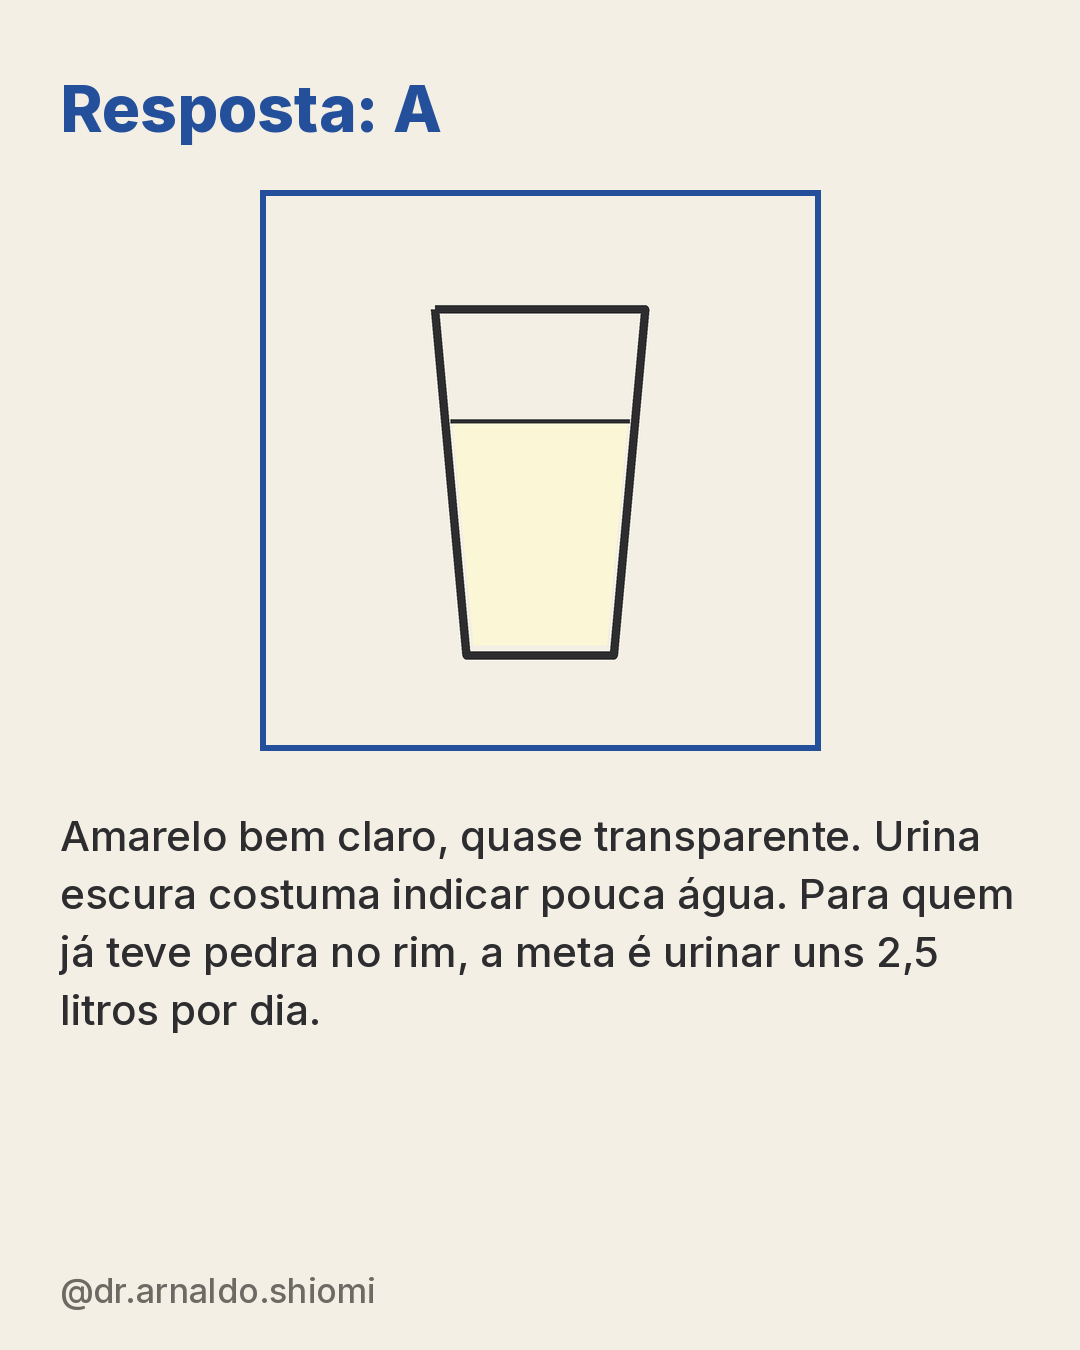 Resposta: A
Amarelo bem claro, quase transparente. Urina
escura costuma indicar pouca água. Para quem
já teve pedra no rim, a meta é urinar uns 2,5
litros por dia.
@dr.arnaldo.shiomi